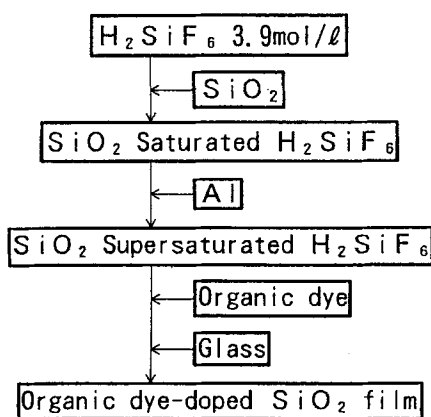 H₂SiF₆ 3.9mol/ℓ
SiO₂
SiO₂ Saturated H₂SiF₆
Al
SiO₂ Supersaturated H₂SiF₆
Organic dye
Glass
Organic dye-doped SiO₂ film